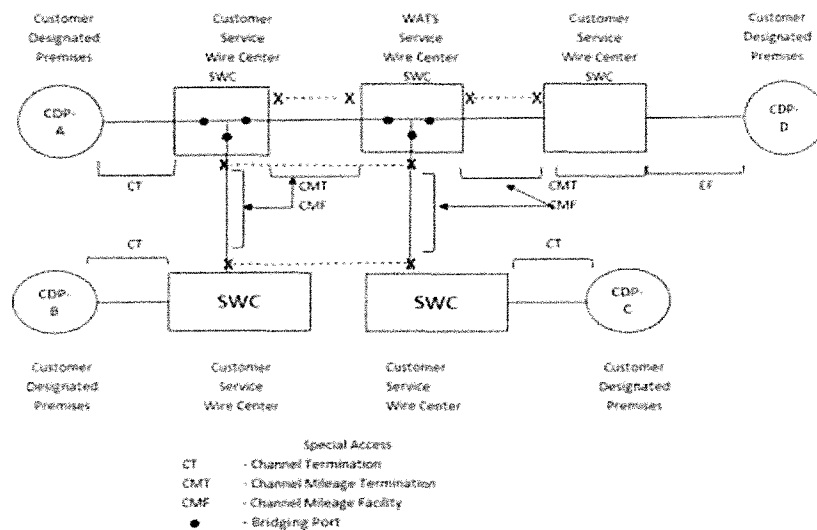 Customer
Designated
Premises
Customer
Service
Wire Center
SWC
WATS
Service
Wire Center
SWC
Customer
Service
Wire Center
SWC
Customer
Designated
Premises
CDP-
A
CDP-
D
CT
CMT
CMF
CMT
CMF
EF
CT
CT
CDP-
B
SWC
SWC
CDP-
C
Customer
Designated
Premises
Customer
Service
Wire Center
Customer
Service
Wire Center
Customer
Designated
Premises
Special Access
CT - Channel Termination
CMT - Channel Mileage Termination
CMF - Channel Mileage Facility
● - Bridging Port